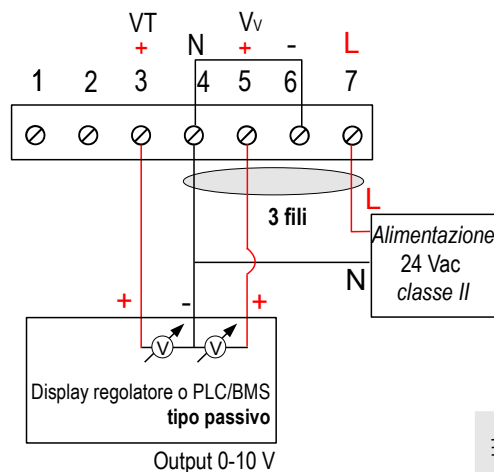 VT N Vv L
+ + -
1 2 3 4 5 6 7
3 fili
L
Alimentazione
24 Vac
classe II
N
+ - +
V V
Display regolatore o PLC/BMS
tipo passivo
Output 0-10 V